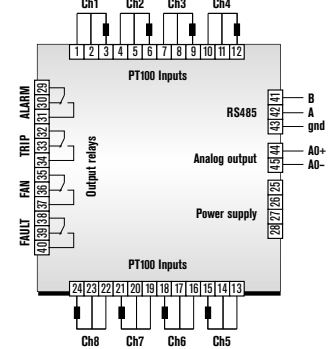 Ch1 Ch2 Ch3 Ch4
1 2 3 4 5 6 7 8 9 10 11 12
PT100 Inputs
ALARM
29
30
31
TRIP
32
33
34
FAN
35
36
37
FAULT
38
39
40
Output relays
RS485
41 B
42 A
43 gnd
Analog output
44 A0+
45 A0–
Power supply
25
26
27
28
PT100 Inputs
24 23 22 21 20 19 18 17 16 15 14 13
Ch8 Ch7 Ch6 Ch5